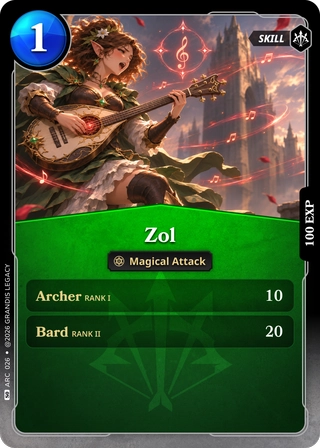 1
SKILL
100 EXP
Zol
Magical Attack
Archer RANK I 10
Bard RANK II 20
ARC 026 • @2026 GRANDIS LEGACY